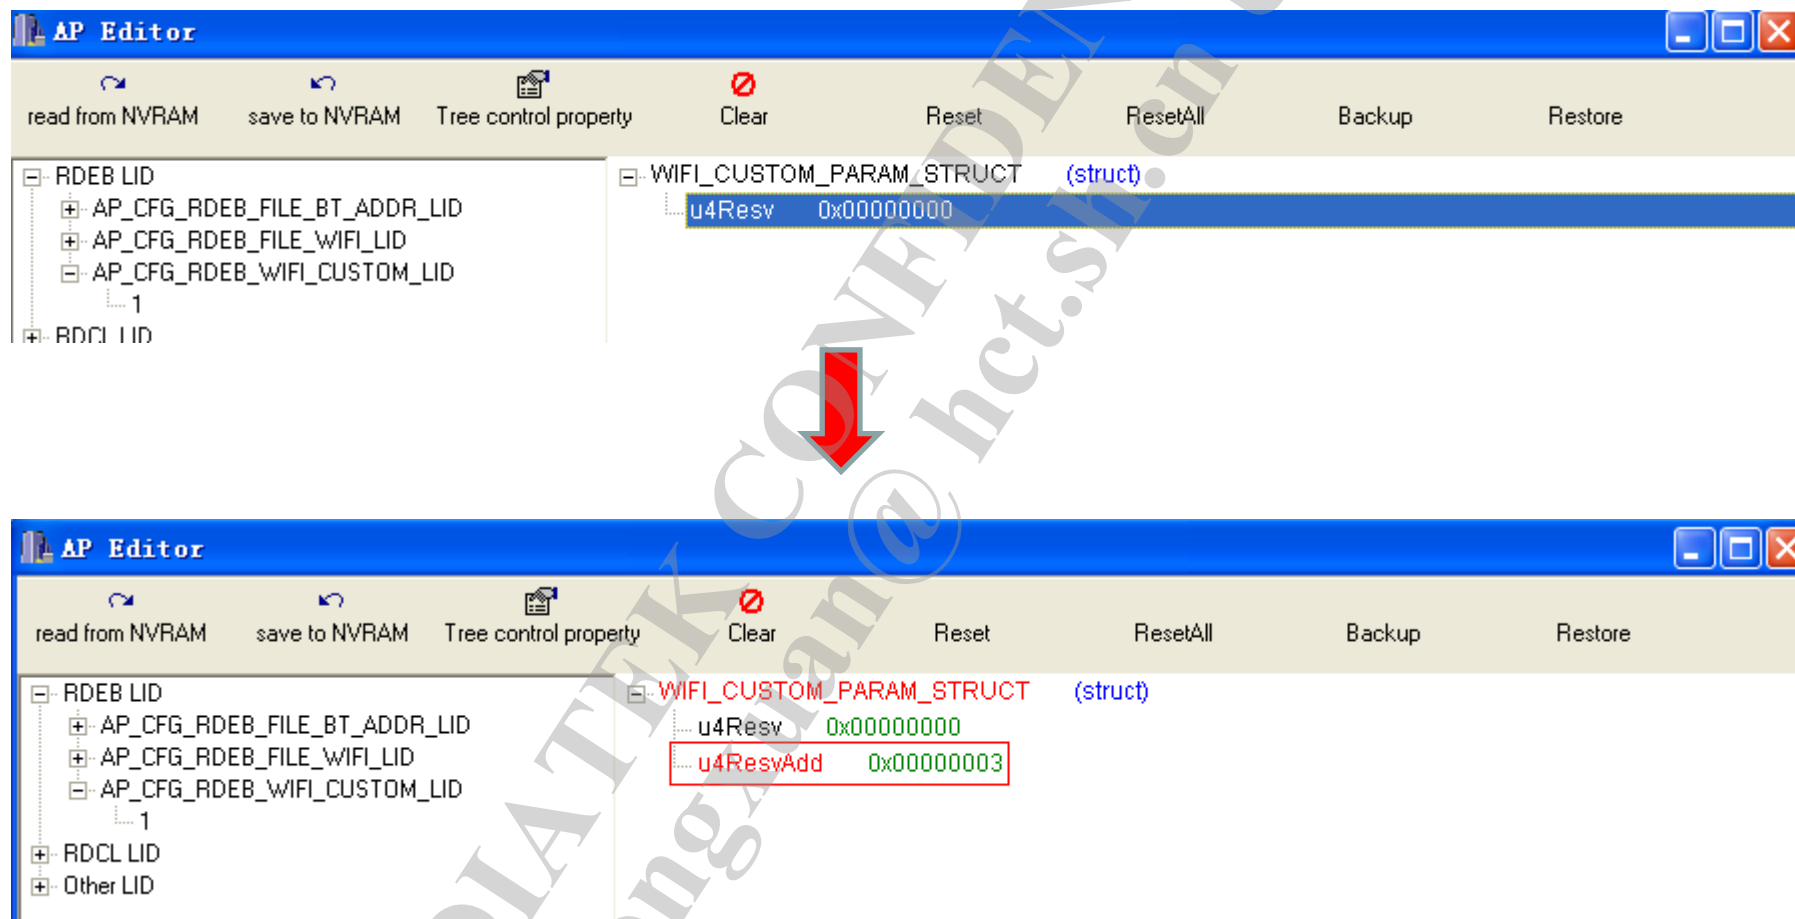 AP Editor
read from NVRAM save to NVRAM Tree control property Clear Reset ResetAll Backup Restore
RDEB LID
AP_CFG_RDEB_FILE_BT_ADDR_LID
AP_CFG_RDEB_FILE_WIFI_LID
AP_CFG_RDEB_WIFI_CUSTOM_LID
1
RDCL LID
WIFI_CUSTOM_PARAM_STRUCT (struct)
u4Resv 0x00000000
AP Editor
read from NVRAM save to NVRAM Tree control property Clear Reset ResetAll Backup Restore
RDEB LID
AP_CFG_RDEB_FILE_BT_ADDR_LID
AP_CFG_RDEB_FILE_WIFI_LID
AP_CFG_RDEB_WIFI_CUSTOM_LID
1
RDCL LID
Other LID
WIFI_CUSTOM_PARAM_STRUCT (struct)
u4Resv 0x00000000
u4ResvAdd 0x00000003